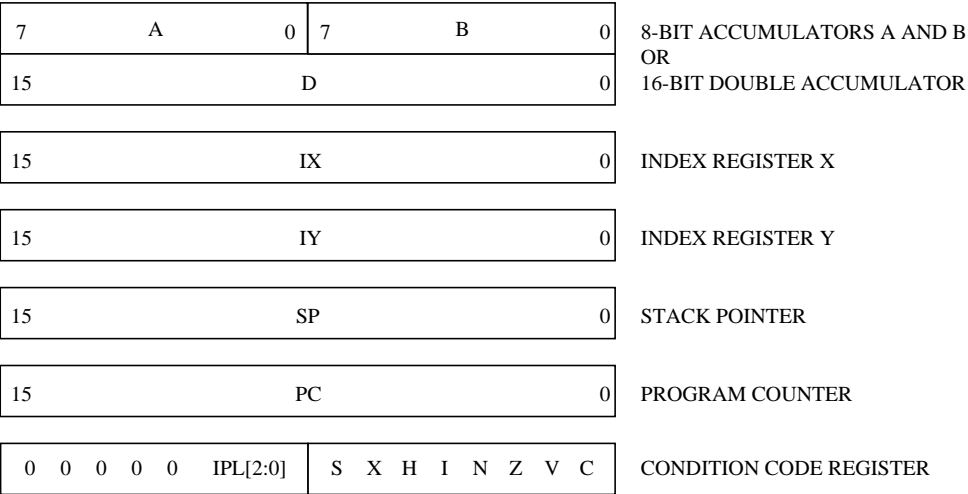 7 A 0 7 B 0 8-BIT ACCUMULATORS A AND B
OR
15 D 0 16-BIT DOUBLE ACCUMULATOR
15 IX 0 INDEX REGISTER X
15 IY 0 INDEX REGISTER Y
15 SP 0 STACK POINTER
15 PC 0 PROGRAM COUNTER
0 0 0 0 0 IPL[2:0] S X H I N Z V C CONDITION CODE REGISTER